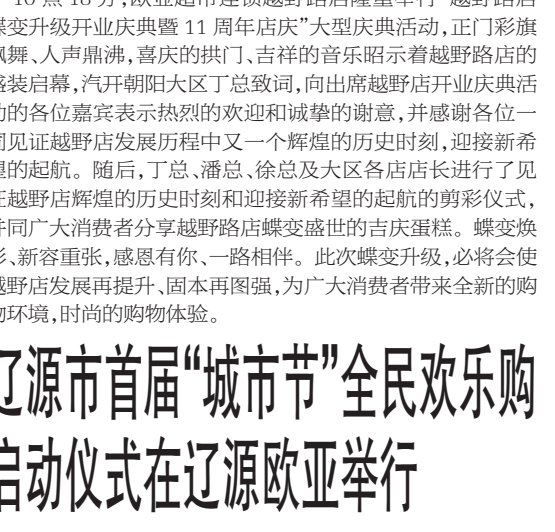 10 点 18 分,欧亚超市连锁越野路店隆重举行“越野路店
蝶变升级开业庆典暨 11 周年店庆”大型庆典活动,正门彩旗
飘舞、人声鼎沸,喜庆的拱门、吉祥的音乐昭示着越野路店的
盛装启幕,汽开朝阳大区丁总致词,向出席越野店开业庆典活
动的各位嘉宾表示热烈的欢迎和诚挚的谢意,并感谢各位一
同见证越野店发展历程中又一个辉煌的历史时刻,迎接新希
望的起航。随后,丁总、潘总、徐总及大区各店店长进行了见
证越野店辉煌的历史时刻和迎接新希望的起航的剪彩仪式,
并同广大消费者分享越野路店蝶变盛世的吉庆蛋糕。蝶变焕
彩、新容重张,感恩有你、一路相伴。此次蝶变升级,必将会使
越野店发展再提升、固本再图强,为广大消费者带来全新的购
物环境,时尚的购物体验。
辽源市首届“城市节”全民欢乐购
启动仪式在辽源欧亚举行